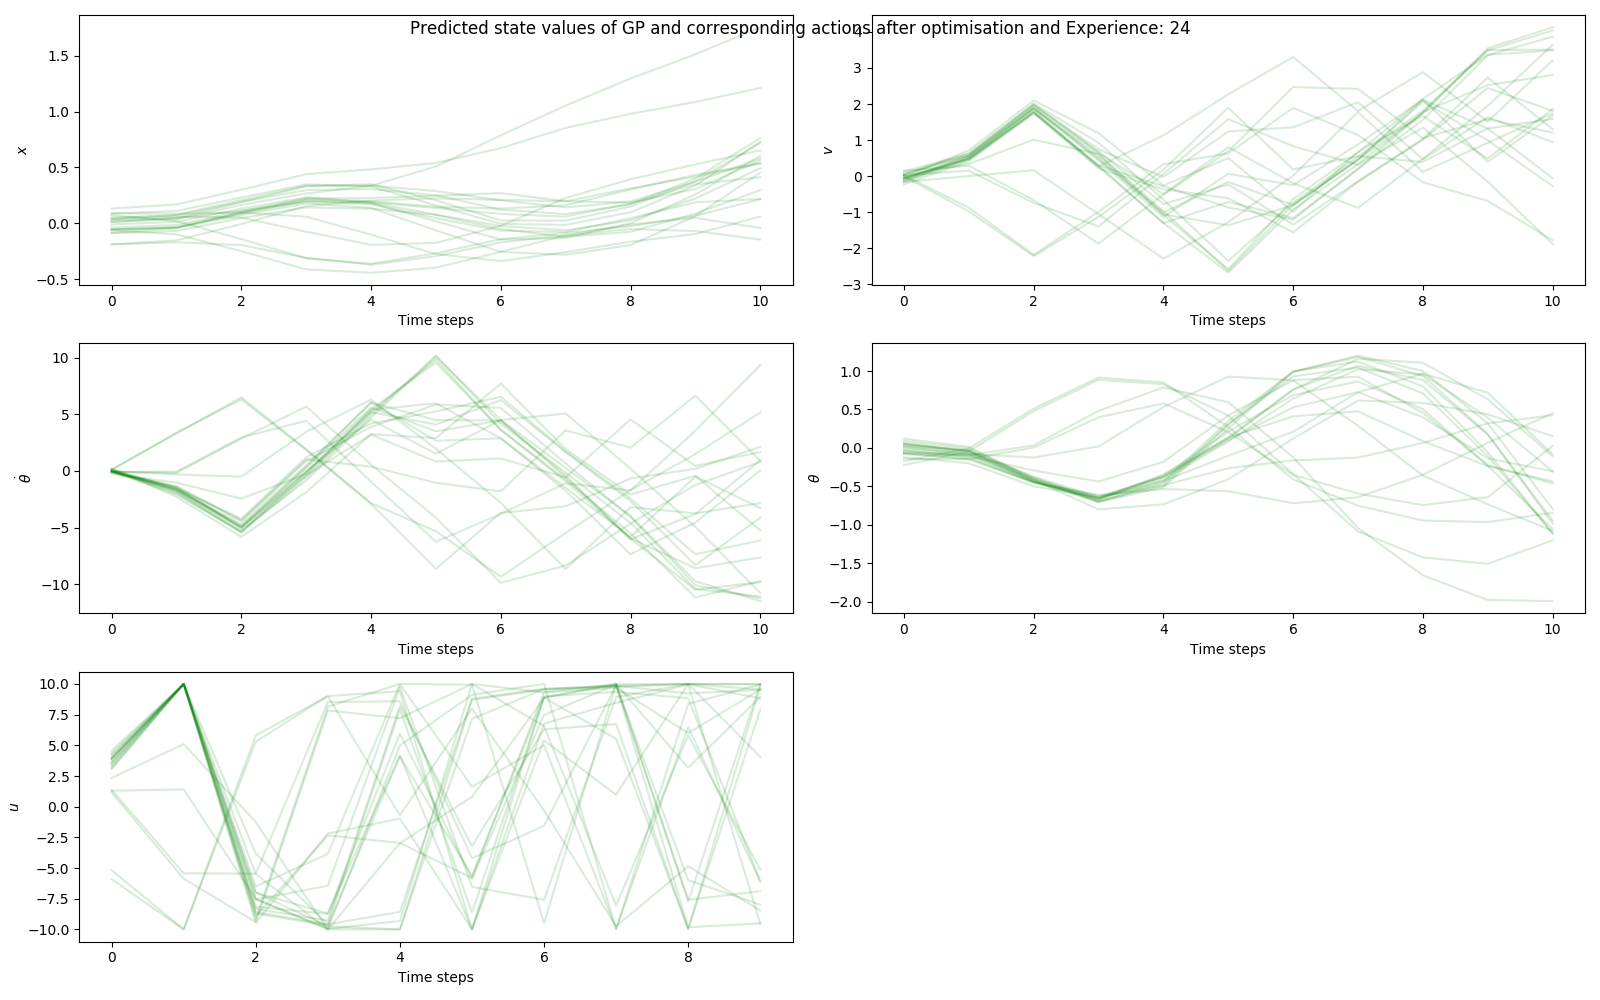 Predicted state values of GP and corresponding actions after optimisation and Experience: 24
1.5
1.0
0.5
0.0
−0.5
x
0 2 4 6 8 10
Time steps
4
3
2
1
0
−1
−2
−3
v
0 2 4 6 8 10
Time steps
10
5
0
−5
−10
θ̇
0 2 4 6 8 10
Time steps
1.0
0.5
0.0
−0.5
−1.0
−1.5
−2.0
θ
0 2 4 6 8 10
Time steps
10.0
7.5
5.0
2.5
0.0
−2.5
−5.0
−7.5
−10.0
u
0 2 4 6 8
Time steps